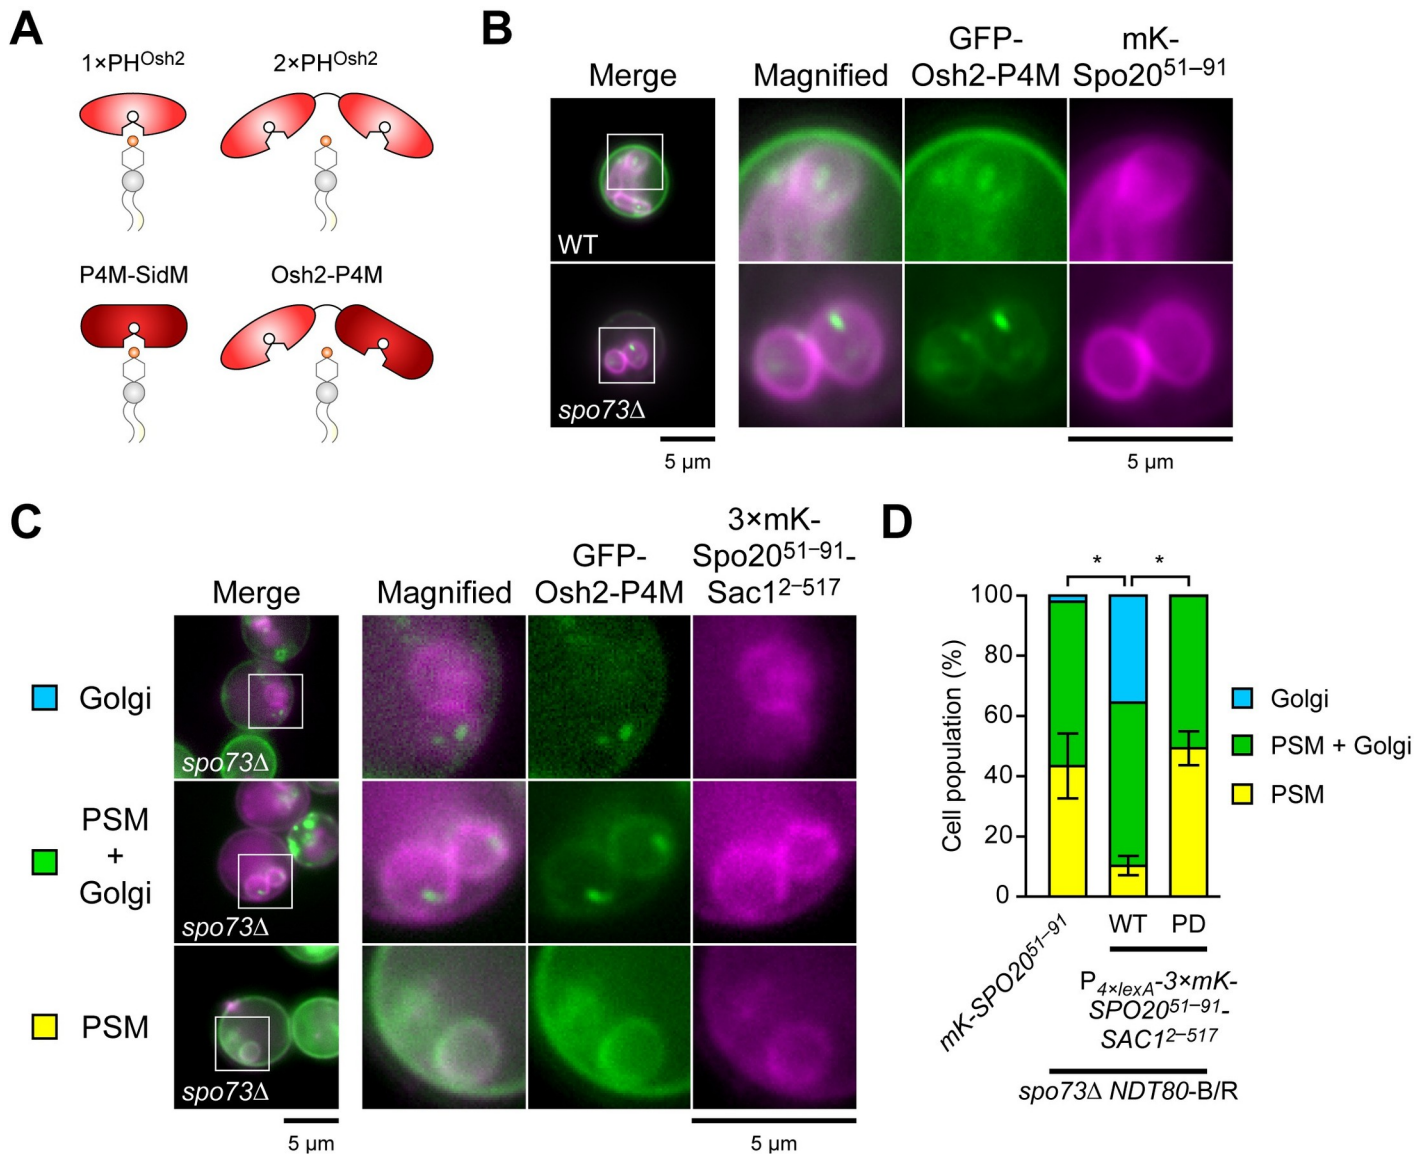 A
1×PH^Osh2
2×PH^Osh2
P4M-SidM
Osh2-P4M
B
Merge
Magnified
GFP-
Osh2-P4M
mK-
Spo20^51–91
WT
spo73Δ
5 µm
5 µm
C
Merge
Magnified
GFP-
Osh2-P4M
3×mK-
Spo20^51–91-
Sac1^2–517
Golgi
spo73Δ
PSM
+
Golgi
spo73Δ
PSM
spo73Δ
5 µm
5 µm
D
*
*
Cell population (%)
100
80
60
40
20
0
Golgi
PSM + Golgi
PSM
mK-SPO20^51–91
WT
PD
P_4×lexA-3×mK-
SPO20^51–91-
SAC1^2–517
spo73Δ NDT80-B/R